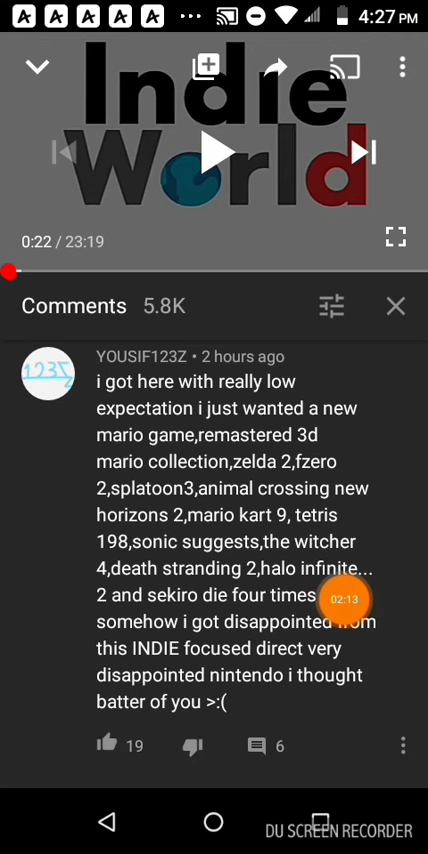 4:27 PM
Indie
World
0:22 / 23:19
Comments 5.8K
123Z
YOUSIF123Z • 2 hours ago
i got here with really low
expectation i just wanted a new
mario game,remastered 3d
mario collection,zelda 2,fzero
2,splatoon3,animal crossing new
horizons 2,mario kart 9, tetris
198,sonic suggests,the witcher
4,death stranding 2,halo infinite...
2 and sekiro die four times
02:13
somehow i got disappointed from
this INDIE focused direct very
disappointed nintendo i thought
batter of you >:(
19
6
DU SCREEN RECORDER